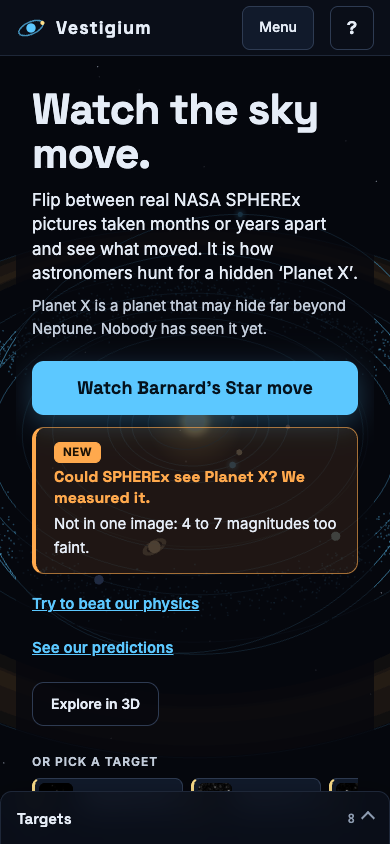 Vestigium
Menu
?
Watch the sky
move.
Flip between real NASA SPHEREx
pictures taken months or years apart
and see what moved. It is how
astronomers hunt for a hidden ‘Planet X’.
Planet X is a planet that may hide far beyond
Neptune. Nobody has seen it yet.
Watch Barnard's Star move
NEW
Could SPHEREx see Planet X? We
measured it.
Not in one image: 4 to 7 magnitudes too
faint.
Try to beat our physics
See our predictions
Explore in 3D
OR PICK A TARGET
Targets
8